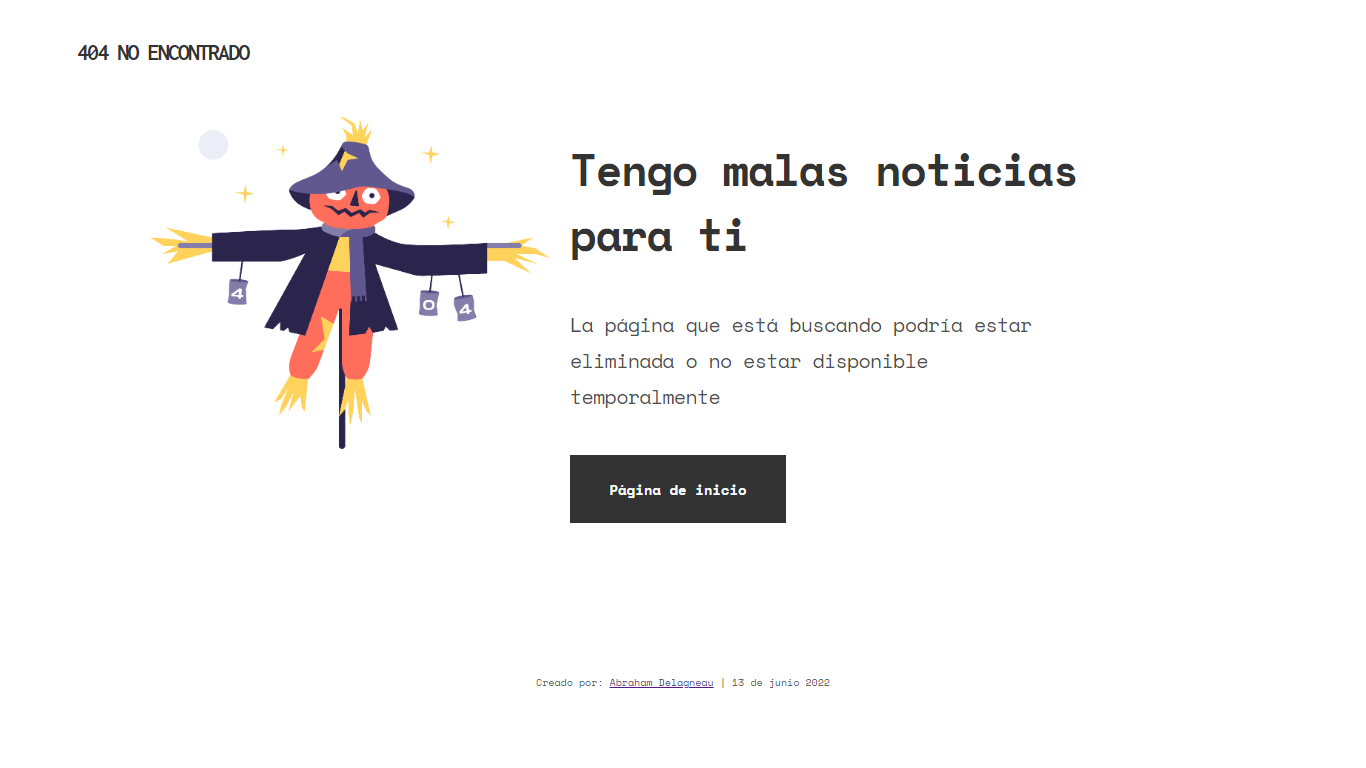 404 NO ENCONTRADO
4
0
4
Tengo malas noticias
para ti
La página que está buscando podría estar
eliminada o no estar disponible
temporalmente
Página de inicio
Creado por: Abraham Delagneau | 13 de junio 2022